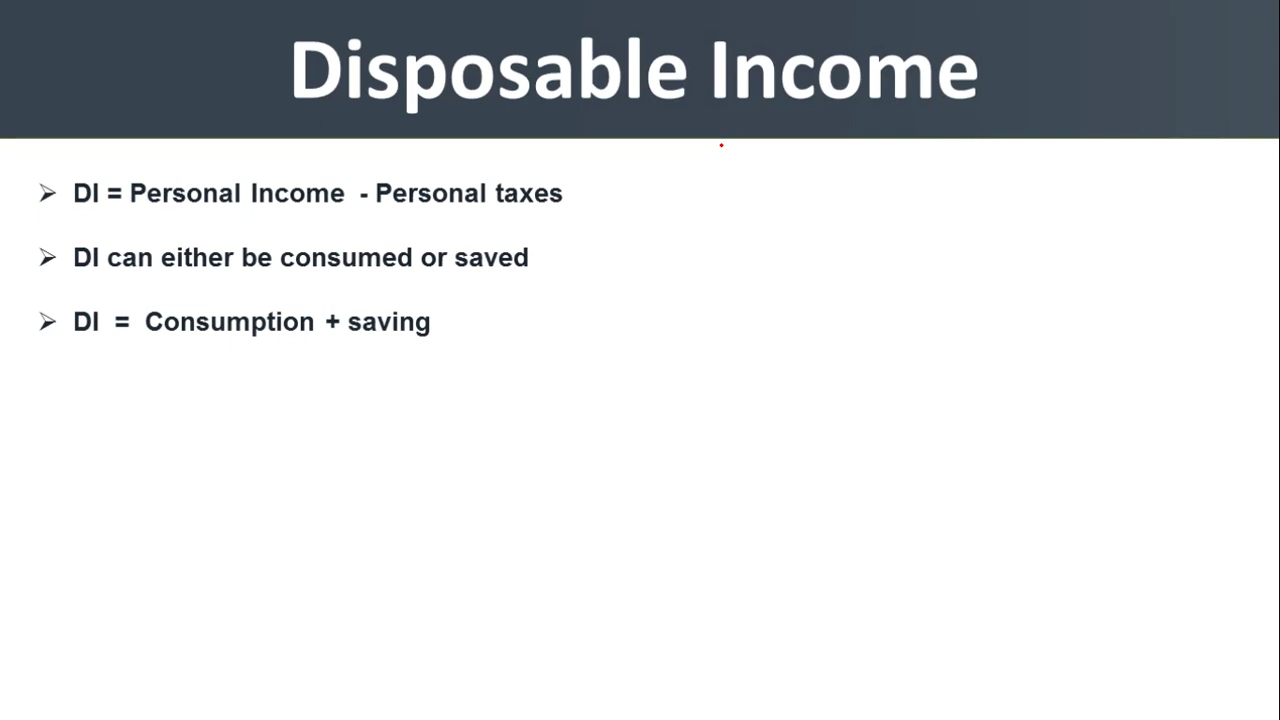 Disposable Income
➢ DI = Personal Income - Personal taxes
➢ DI can either be consumed or saved
➢ DI = Consumption + saving